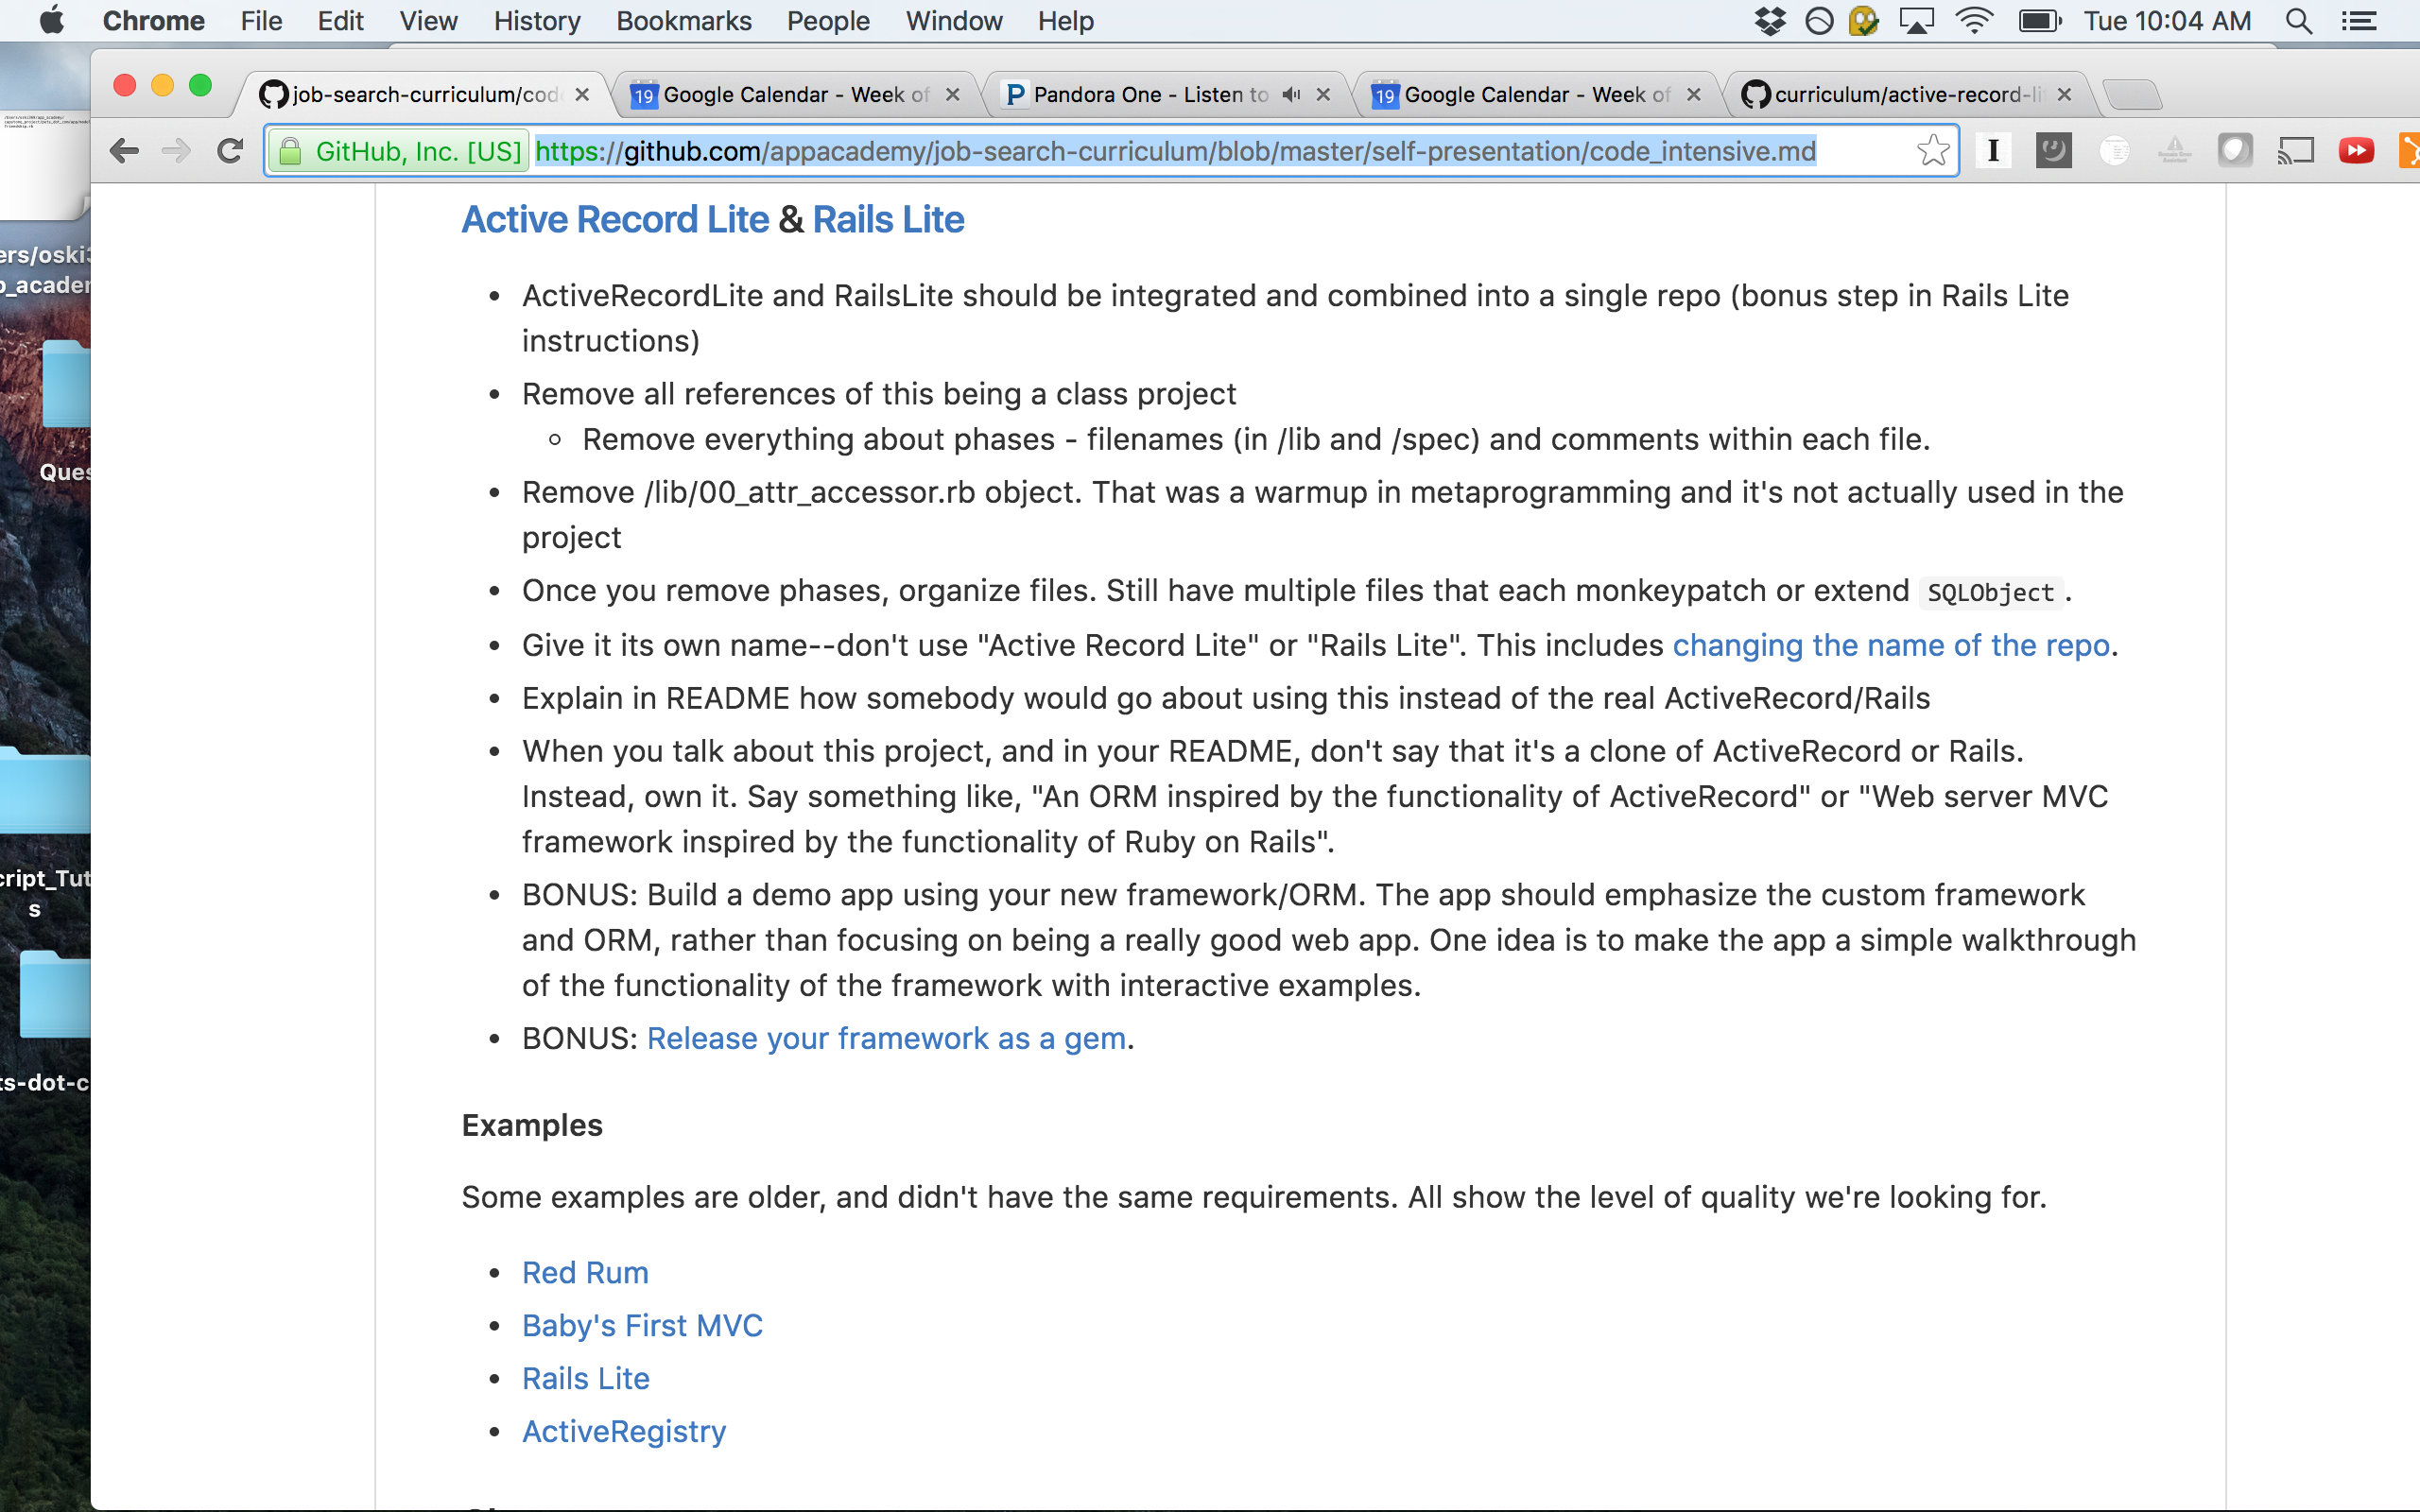 Chrome File Edit View History Bookmarks People Window Help Tue 10:04 AM
job-search-curriculum/cod
19 Google Calendar - Week of
P Pandora One - Listen to
19 Google Calendar - Week of
curriculum/active-record-li
GitHub, Inc. [US] https://github.com/appacademy/job-search-curriculum/blob/master/self-presentation/code_intensive.md
I
Active Record Lite & Rails Lite
• ActiveRecordLite and RailsLite should be integrated and combined into a single repo (bonus step in Rails Lite
instructions)
• Remove all references of this being a class project
◦ Remove everything about phases - filenames (in /lib and /spec) and comments within each file.
• Remove /lib/00_attr_accessor.rb object. That was a warmup in metaprogramming and it's not actually used in the
project
• Once you remove phases, organize files. Still have multiple files that each monkeypatch or extend SQLObject.
• Give it its own name--don't use "Active Record Lite" or "Rails Lite". This includes changing the name of the repo.
• Explain in README how somebody would go about using this instead of the real ActiveRecord/Rails
• When you talk about this project, and in your README, don't say that it's a clone of ActiveRecord or Rails.
Instead, own it. Say something like, "An ORM inspired by the functionality of ActiveRecord" or "Web server MVC
framework inspired by the functionality of Ruby on Rails".
• BONUS: Build a demo app using your new framework/ORM. The app should emphasize the custom framework
and ORM, rather than focusing on being a really good web app. One idea is to make the app a simple walkthrough
of the functionality of the framework with interactive examples.
• BONUS: Release your framework as a gem.
Examples
Some examples are older, and didn't have the same requirements. All show the level of quality we're looking for.
• Red Rum
• Baby's First MVC
• Rails Lite
• ActiveRegistry
ers/oski3
p_acader
Ques
cript_Tut
s
ts-dot-c